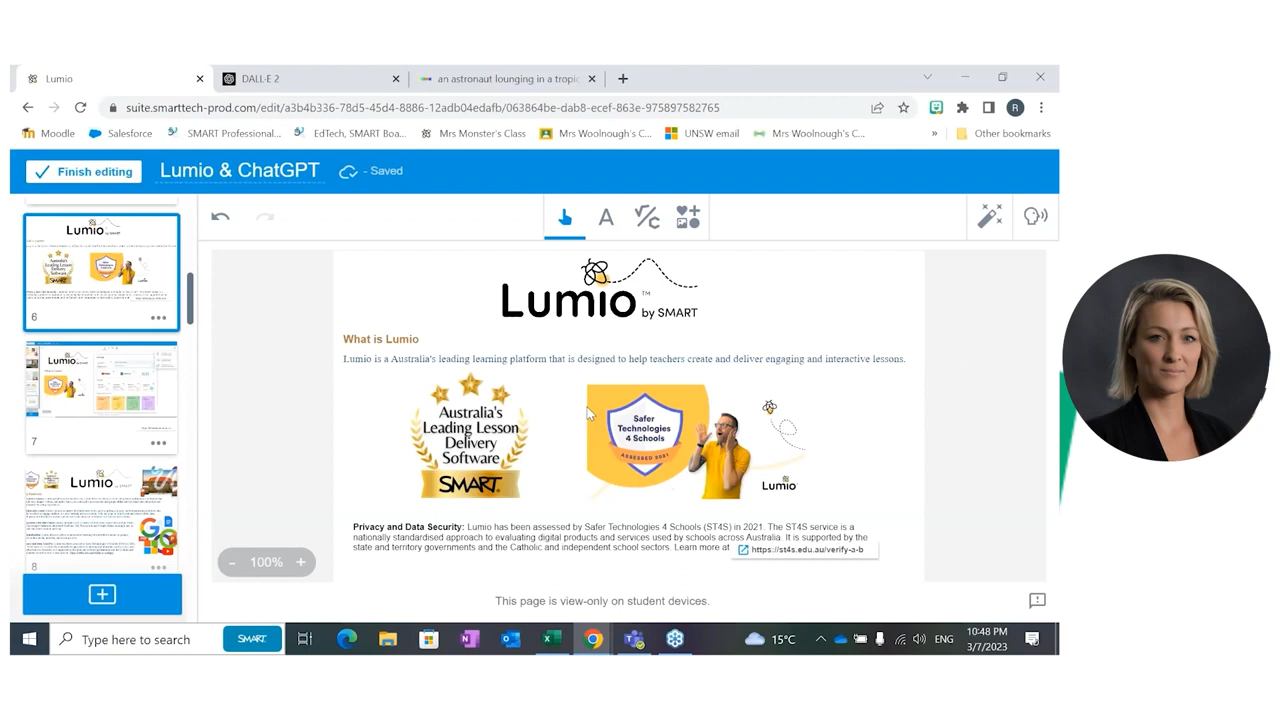 Lumio
DALL·E 2
an astronaut lounging in a tropic
suite.smarttech-prod.com/edit/a3b4b336-78d5-45d4-8886-12adb04edafb/063864be-dab8-ecef-863e-975897582765
R
Moodle
Salesforce
SMART Professional...
EdTech, SMART Boa...
Mrs Monster's Class
Mrs Woolnough's C...
UNSW email
Mrs Woolnough's C...
»
Other bookmarks
Finish editing
Lumio & ChatGPT
- Saved
Lumio
SMART
6
Lumio
7
Lumio
8
A
Lumio™
by SMART
What is Lumio
Lumio is a Australia's leading learning platform that is designed to help teachers create and deliver engaging and interactive lessons.
Australia's
Leading Lesson
Delivery
Software
SMART
Safer
Technologies
4 Schools
ASSESSED 2021
Lumio
Privacy and Data Security: Lumio has been assessed by Safer Technologies 4 Schools (ST4S) in 2021. The ST4S service is a
nationally standardised approach to evaluating digital products and services used by schools across Australia. It is supported by the
state and territory governments and the Catholic and independent school sectors. Learn more at
https://st4s.edu.au/verify-a-b
- 100% +
This page is view-only on student devices.
Type here to search
SMART
15°C
ENG
10:48 PM
3/7/2023